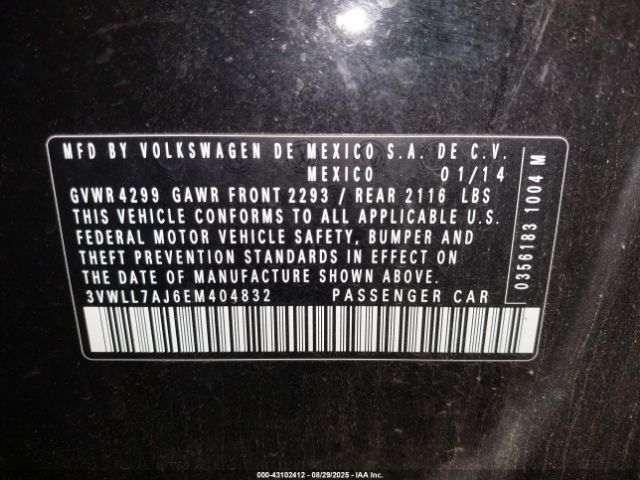 MFD BY VOLKSWAGEN DE MEXICO S.A. DE C.V.
MEXICO 01/14
GVWR 4299 GAWR FRONT 2293 / REAR 2116 LBS
THIS VEHICLE CONFORMS TO ALL APPLICABLE U.S.
FEDERAL MOTOR VEHICLE SAFETY, BUMPER AND
THEFT PREVENTION STANDARDS IN EFFECT ON
THE DATE OF MANUFACTURE SHOWN ABOVE.
3VWLL7AJ6EM404832 PASSENGER CAR
0356183 1004 M
000-43102412 - 08/29/2025 - IAA Inc.